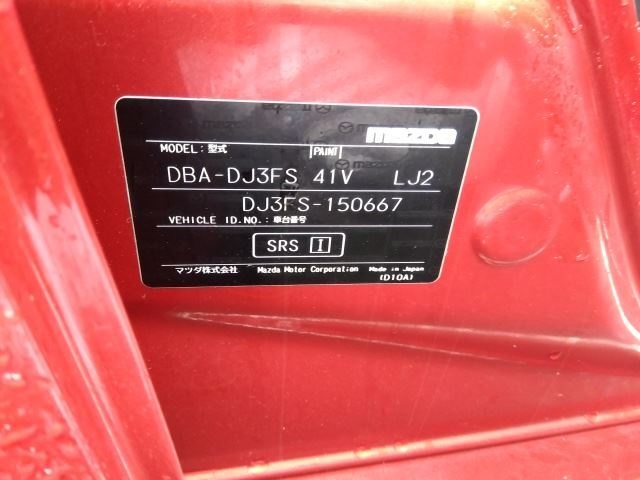 mazda
MODEL: 型式 PAINT
DBA-DJ3FS 41V LJ2
DJ3FS-150667
VEHICLE ID.NO.: 車台番号
SRS I
マツダ株式会社 Mazda Motor Corporation Made in Japan
(D10A)